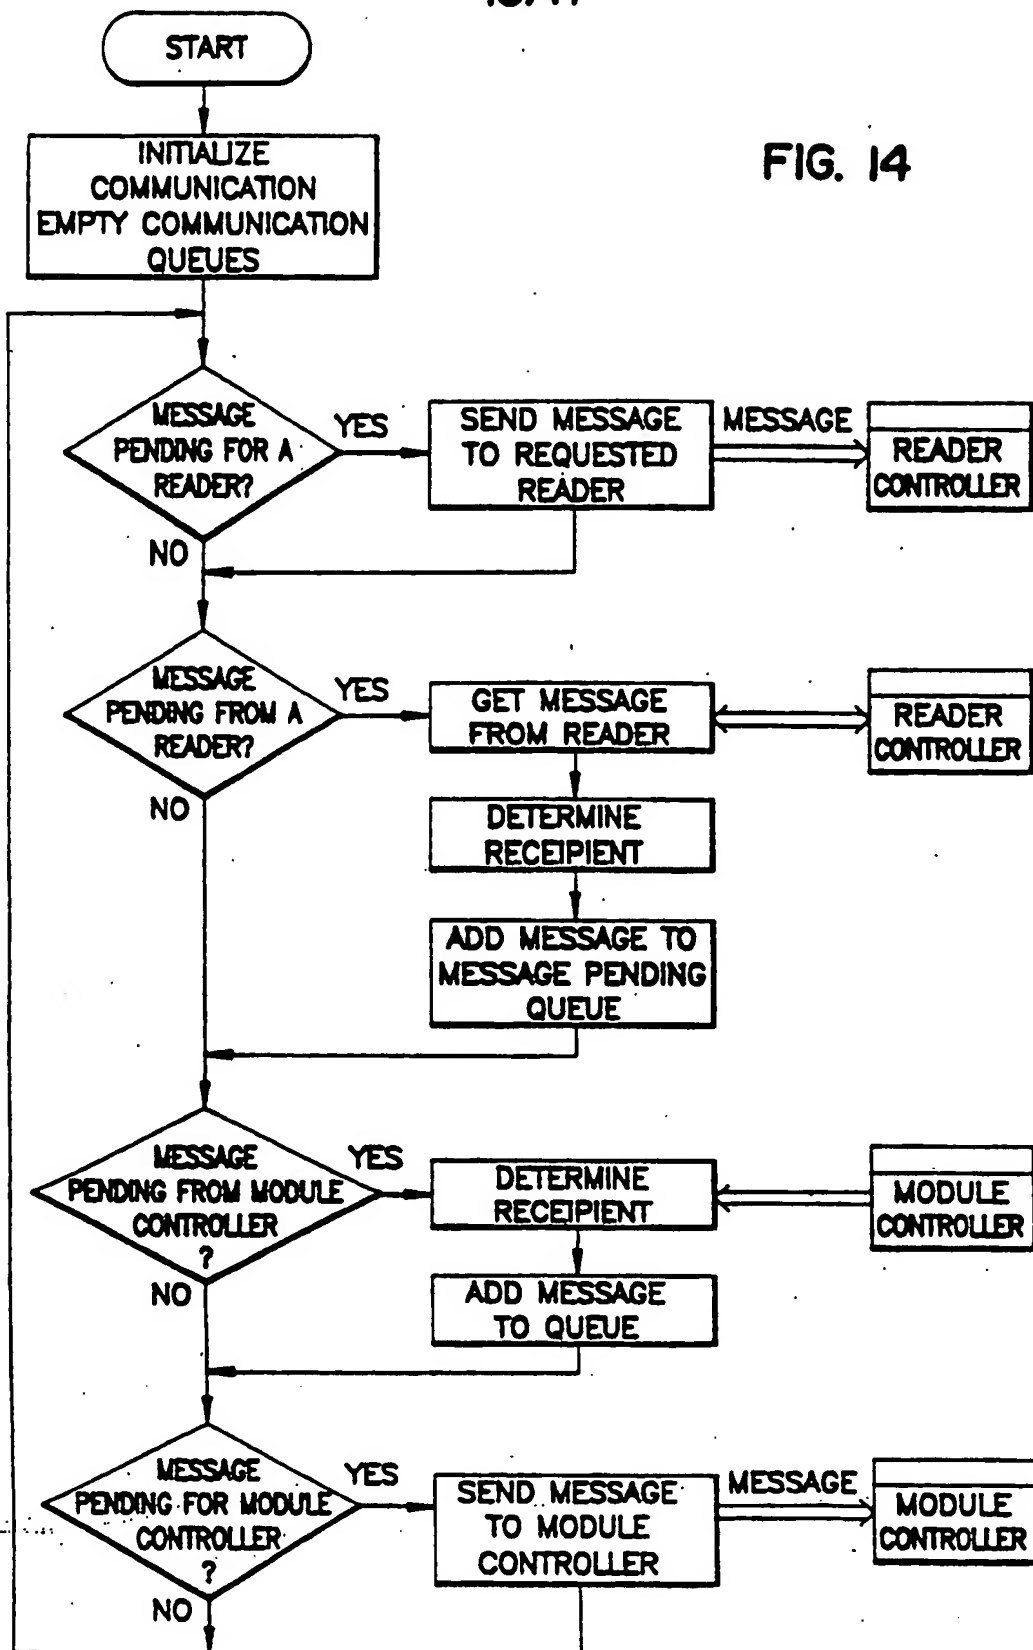 START
FIG. 14
INITIALIZE
COMMUNICATION
EMPTY COMMUNICATION
QUEUES
MESSAGE
PENDING FOR A
READER?
YES
SEND MESSAGE
TO REQUESTED
READER
MESSAGE
READER
CONTROLLER
NO
MESSAGE
PENDING FROM A
READER?
YES
GET MESSAGE
FROM READER
READER
CONTROLLER
NO
DETERMINE
RECEIPIENT
ADD MESSAGE TO
MESSAGE PENDING
QUEUE
MESSAGE
PENDING FROM MODULE
CONTROLLER
?
YES
DETERMINE
RECEIPIENT
MODULE
CONTROLLER
NO
ADD MESSAGE
TO QUEUE
MESSAGE
PENDING FOR MODULE
CONTROLLER
?
YES
SEND MESSAGE
TO MODULE
CONTROLLER
MESSAGE
MODULE
CONTROLLER
NO